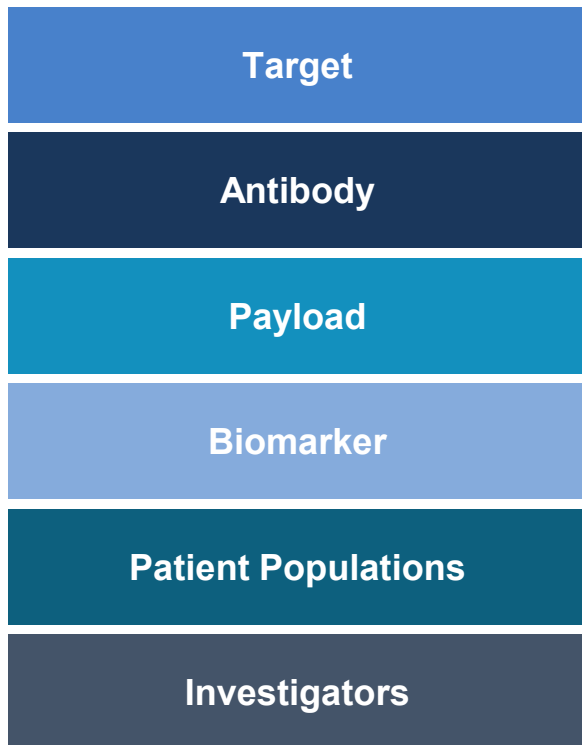 Target
Antibody
Payload
Biomarker
Patient Populations
Investigators